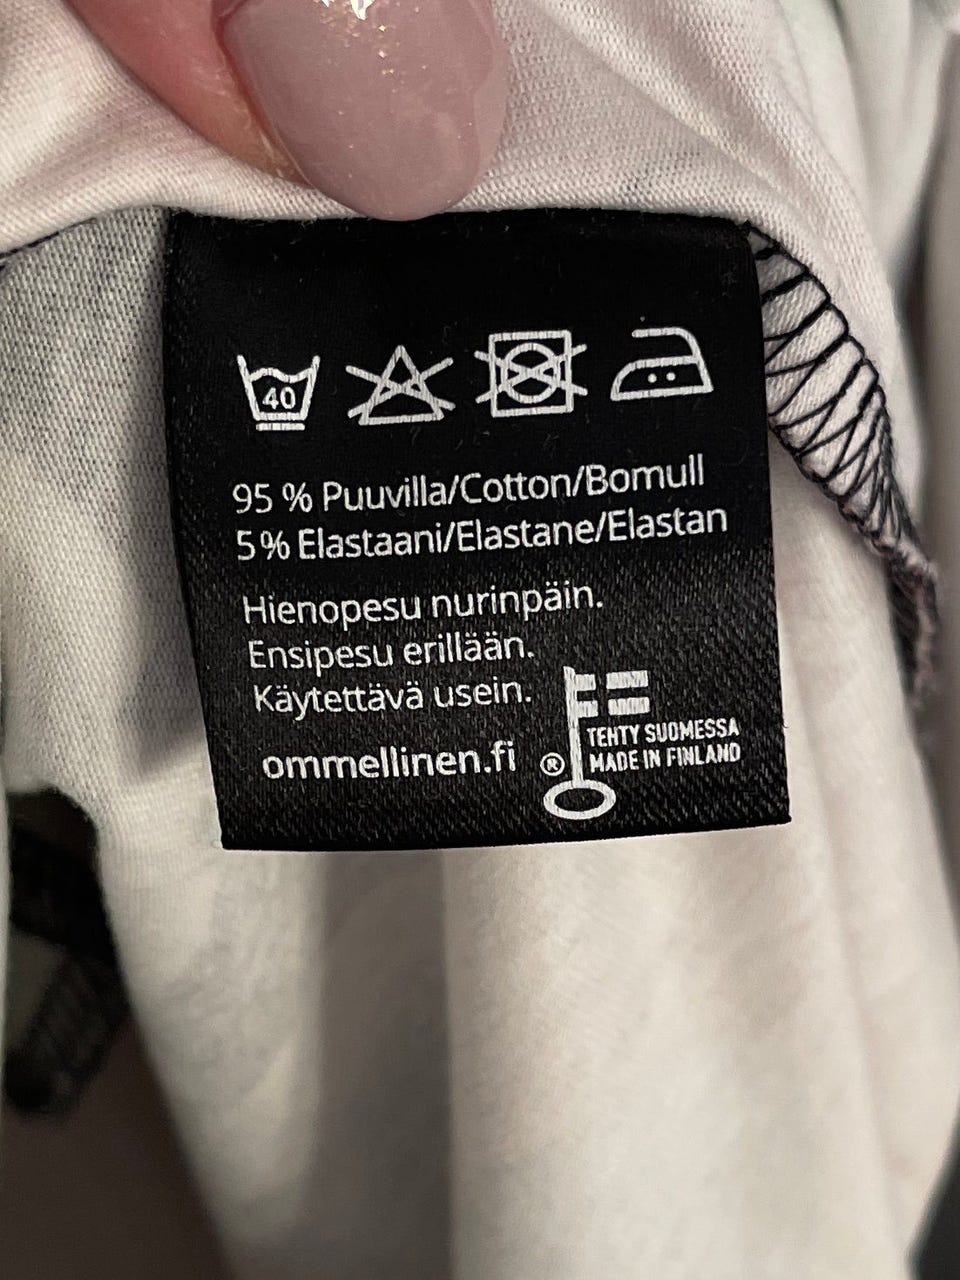 40
95 % Puuvilla/Cotton/Bomull
5% Elastaani/Elastane/Elastan
Hienopesu nurinpäin.
Ensipesu erillään.
Käytettävä usein.
ommellinen.fi
®
TEHTY SUOMESSA
MADE IN FINLAND